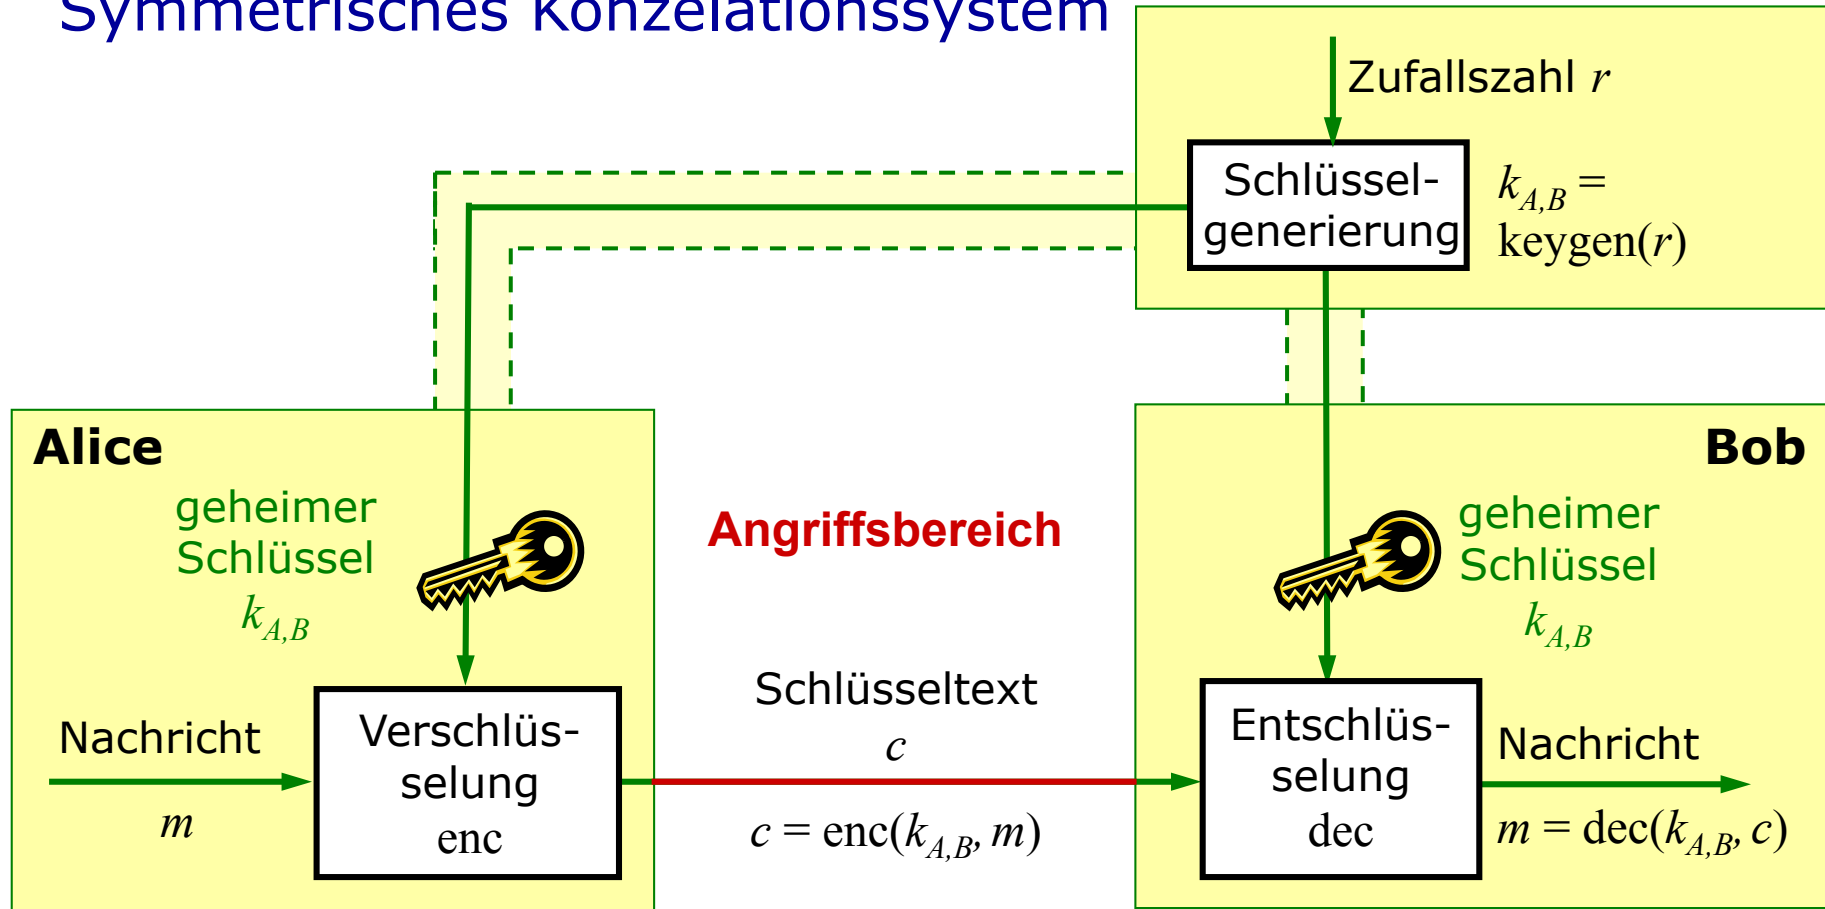 Symmetrisches Konzelationssystem
Zufallszahl r
Schlüssel-
generierung
k_{A,B} =
keygen(r)
Alice
geheimer
Schlüssel
k_{A,B}
Nachricht
m
Verschlüs-
selung
enc
Angriffsbereich
Schlüsseltext
c
c = enc(k_{A,B}, m)
Bob
geheimer
Schlüssel
k_{A,B}
Entschlüs-
selung
dec
Nachricht
m = dec(k_{A,B}, c)